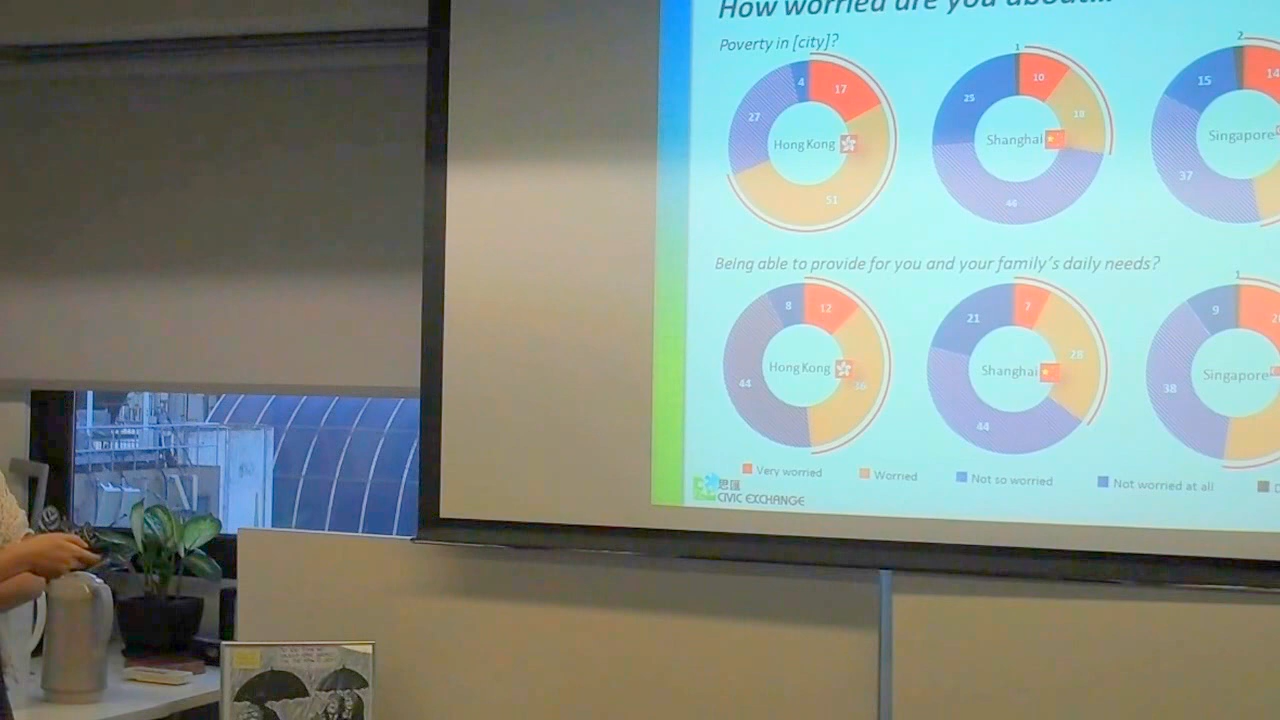 How worried are you about...
Poverty in [city]?
4 17 27 51 Hong Kong
1 10 25 18 46 Shanghai
2 14 15 37 Singapore
Being able to provide for you and your family's daily needs?
8 12 44 36 Hong Kong
7 21 28 44 Shanghai
1 9 38 Singapore
Very worried Worried Not so worried Not worried at all D
思匯
CIVIC EXCHANGE